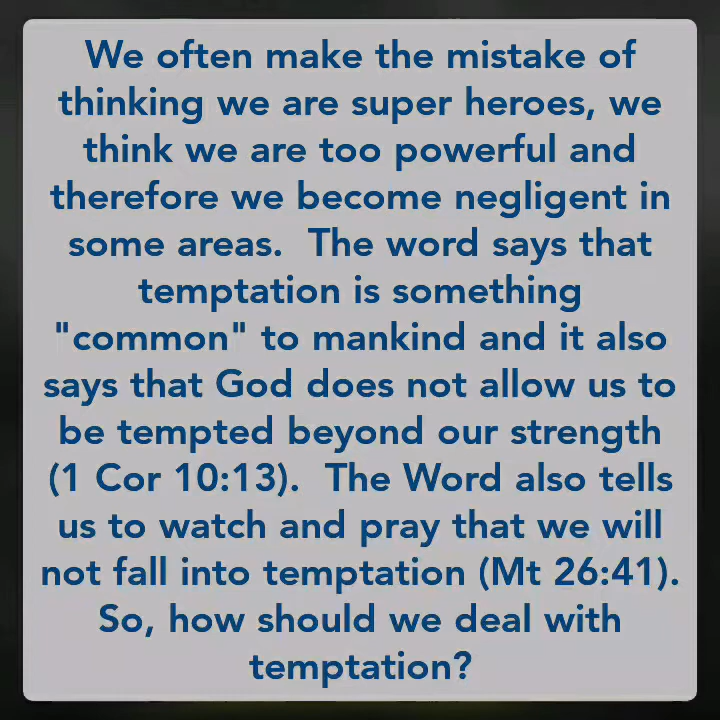 We often make the mistake of
thinking we are super heroes, we
think we are too powerful and
therefore we become negligent in
some areas.  The word says that
temptation is something
"common" to mankind and it also
says that God does not allow us to
be tempted beyond our strength
(1 Cor 10:13).  The Word also tells
us to watch and pray that we will
not fall into temptation (Mt 26:41).
So, how should we deal with
temptation?